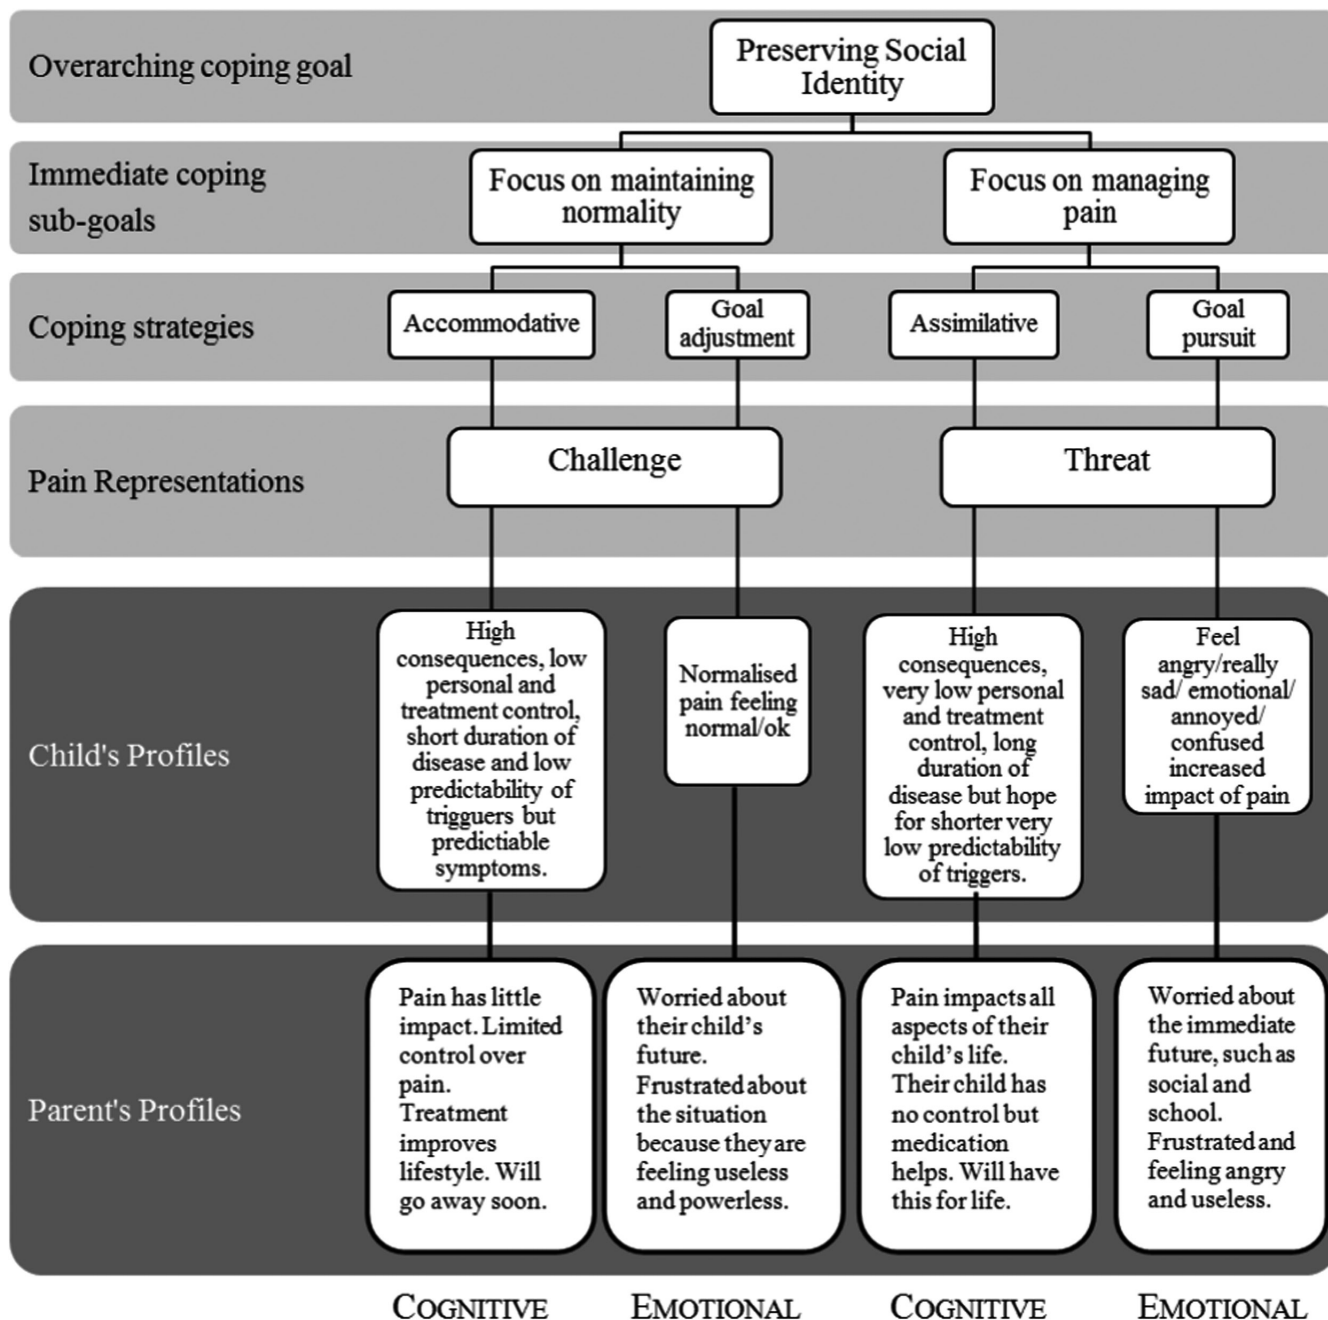 Overarching coping goal
Preserving Social
Identity
Immediate coping
sub-goals
Focus on maintaining
normality
Focus on managing
pain
Coping strategies
Accommodative
Goal
adjustment
Assimilative
Goal
pursuit
Pain Representations
Challenge
Threat
Child's Profiles
High
consequences, low
personal and
treatment control,
short duration of
disease and low
predictability of
trigguers but
predictiable
symptoms.
Normalised
pain feeling
normal/ok
High
consequences,
very low personal
and treatment
control, long
duration of
disease but hope
for shorter very
low predictability
of triggers.
Feel
angry/really
sad/ emotional/
annoyed/
confused
increased
impact of pain
Parent's Profiles
Pain has little
impact. Limited
control over
pain.
Treatment
improves
lifestyle. Will
go away soon.
Worried about
their child’s
future.
Frustrated about
the situation
because they are
feeling useless
and powerless.
Pain impacts all
aspects of their
child’s life.
Their child has
no control but
medication
helps. Will have
this for life.
Worried about
the immediate
future, such as
social and
school.
Frustrated and
feeling angry
and useless.
COGNITIVE
EMOTIONAL
COGNITIVE
EMOTIONAL